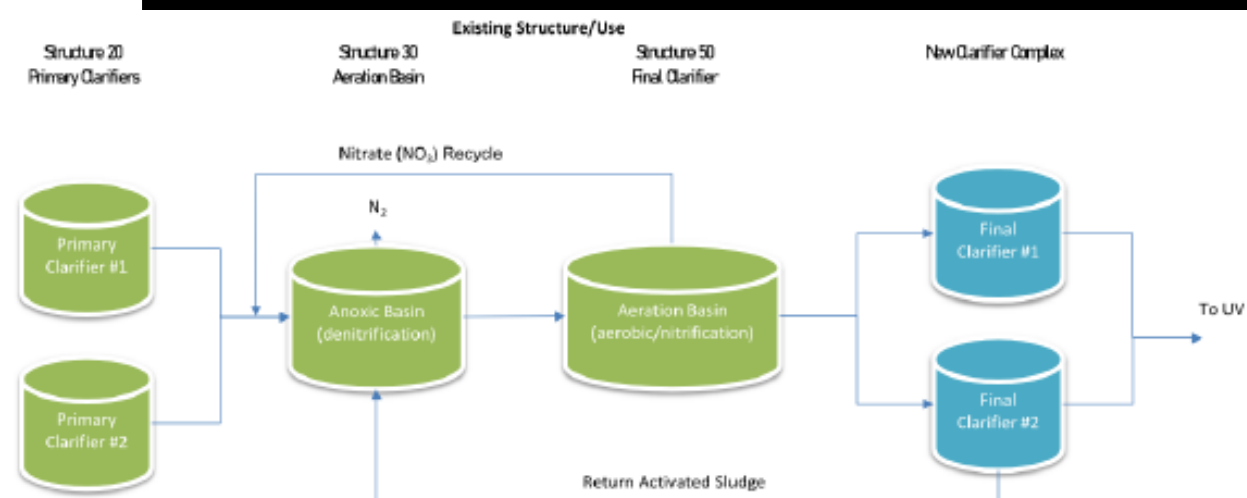 Existing Structure/Use
Structure 20
Primary Clarifiers
Structure 30
Aeration Basin
Structure 50
Final Clarifier
New Clarifier Complex
Nitrate (NO₃) Recycle
N₂
Primary
Clarifier #1
Anoxic Basin
(denitrification)
Aeration Basin
(aerobic/nitrification)
Final
Clarifier #1
To UV
Primary
Clarifier #2
Final
Clarifier #2
Return Activated Sludge